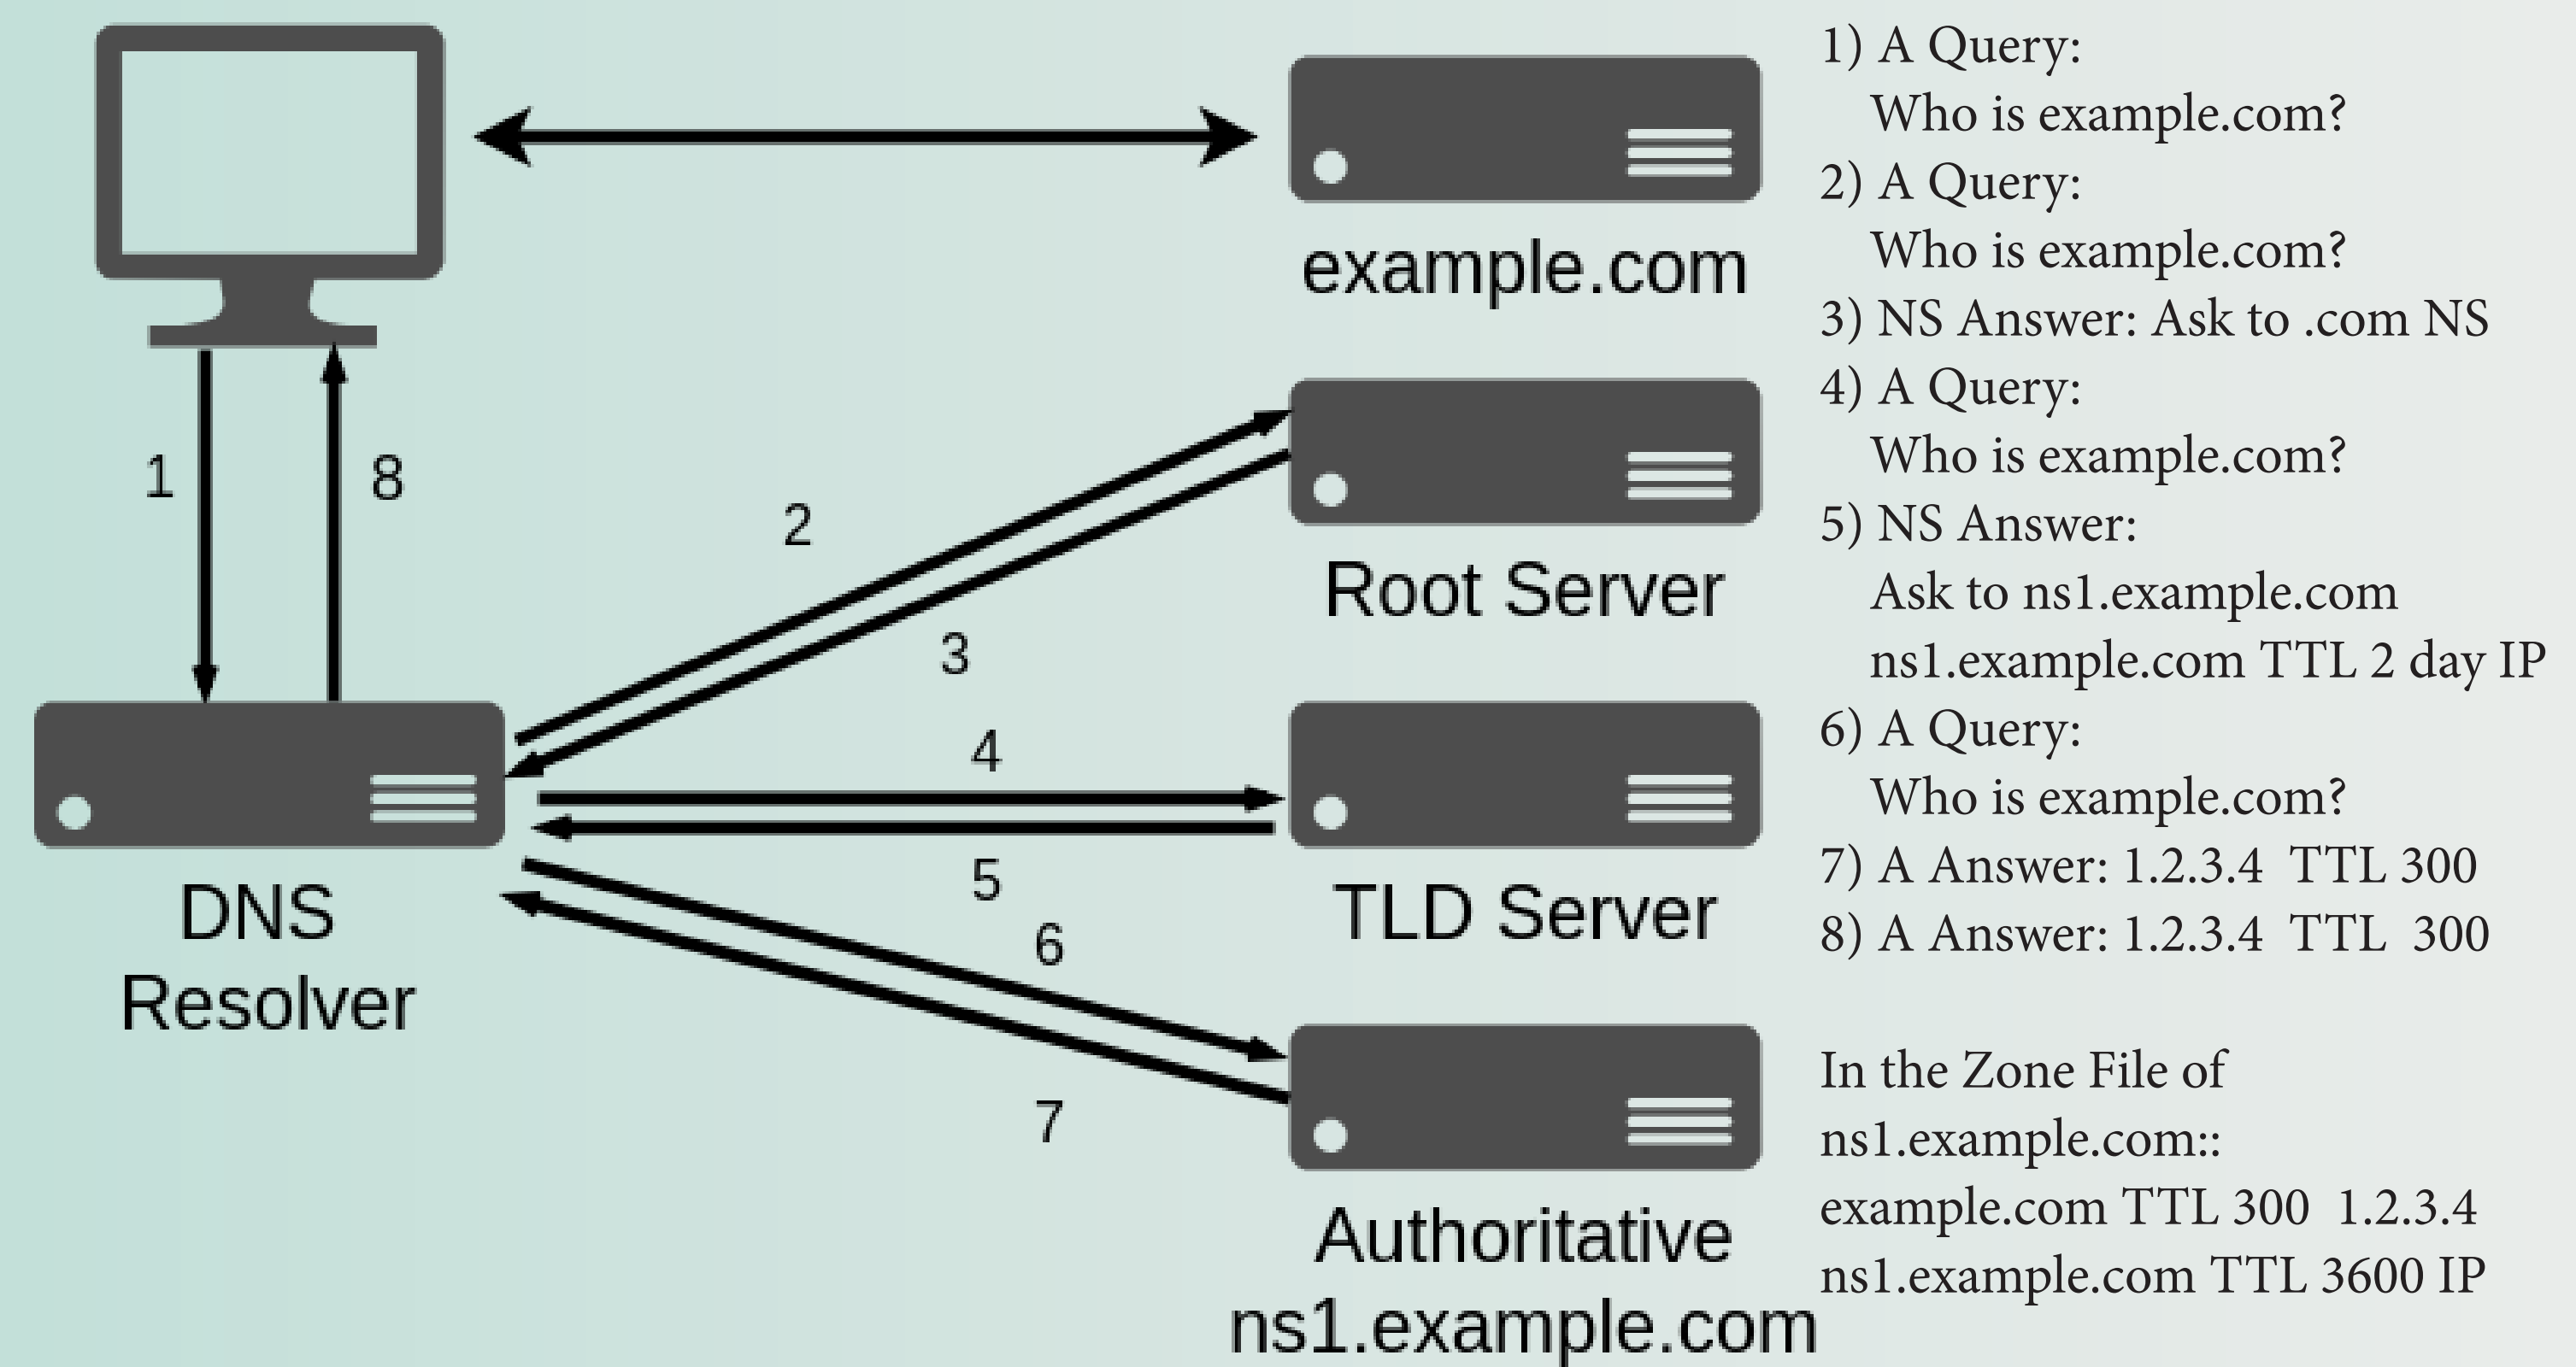 example.com
1
8
2
Root Server
3
4
5
DNS
Resolver
TLD Server
6
7
Authoritative
ns1.example.com
1) A Query:
Who is example.com?
2) A Query:
Who is example.com?
3) NS Answer: Ask to .com NS
4) A Query:
Who is example.com?
5) NS Answer:
Ask to ns1.example.com
ns1.example.com TTL 2 day IP
6) A Query:
Who is example.com?
7) A Answer: 1.2.3.4 TTL 300
8) A Answer: 1.2.3.4 TTL 300
In the Zone File of
ns1.example.com::
example.com TTL 300 1.2.3.4
ns1.example.com TTL 3600 IP